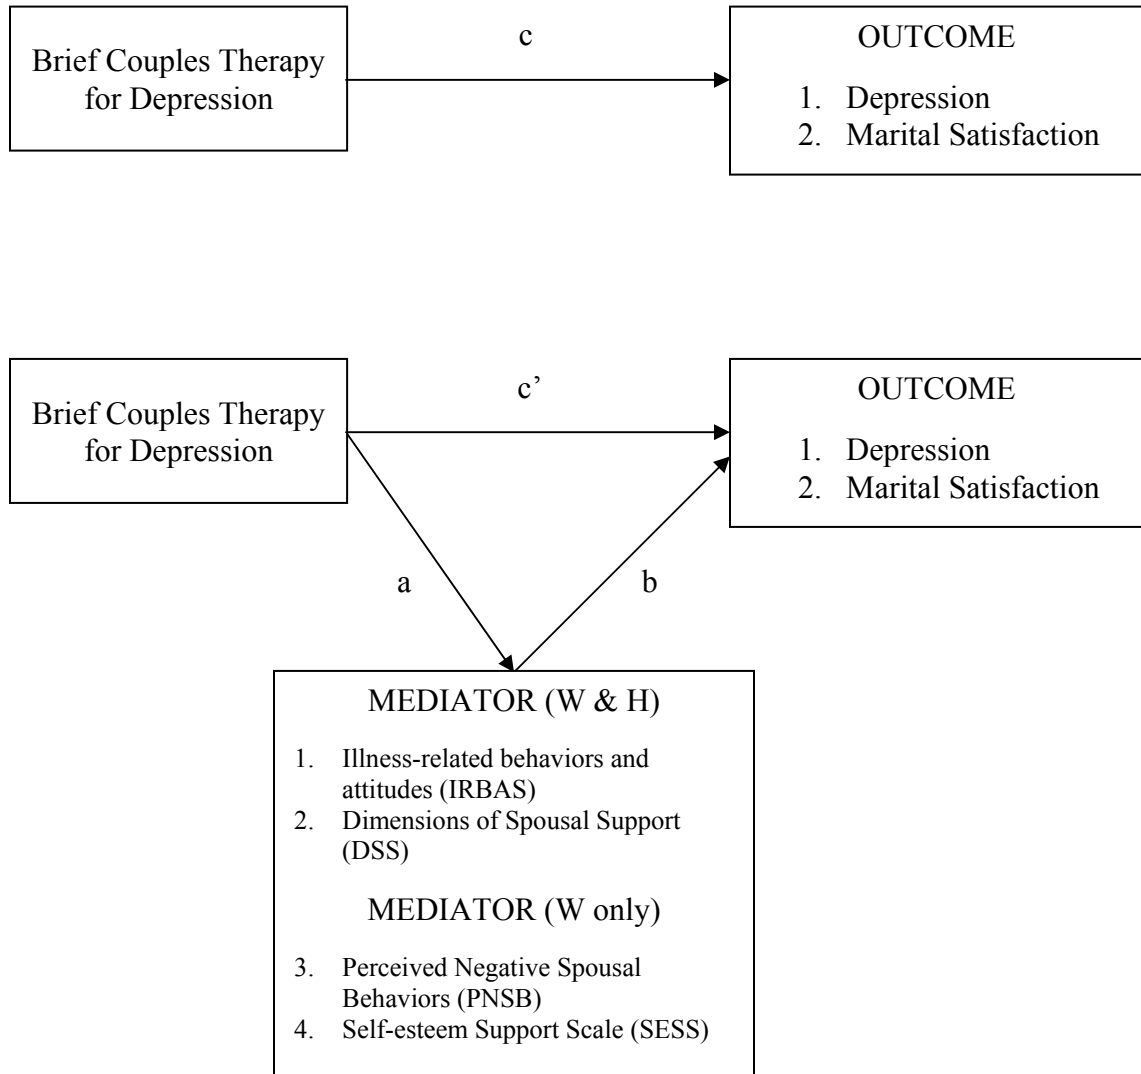 Brief Couples Therapy
for Depression
c
OUTCOME
1. Depression
2. Marital Satisfaction
Brief Couples Therapy
for Depression
c’
OUTCOME
1. Depression
2. Marital Satisfaction
a
b
MEDIATOR (W & H)
1. Illness-related behaviors and
attitudes (IRBAS)
2. Dimensions of Spousal Support
(DSS)
MEDIATOR (W only)
3. Perceived Negative Spousal
Behaviors (PNSB)
4. Self-esteem Support Scale (SESS)